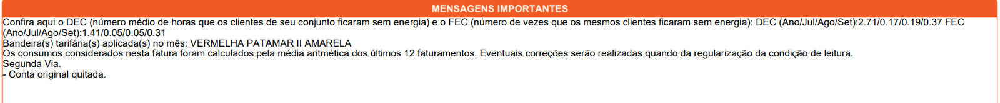 MENSAGENS IMPORTANTES
Confira aqui o DEC (número médio de horas que os clientes de seu conjunto ficaram sem energia) e o FEC (número de vezes que os mesmos clientes ficaram sem energia): DEC (Ano/Jul/Ago/Set):2.71/0.17/0.19/0.37 FEC
(Ano/Jul/Ago/Set):1.41/0.05/0.05/0.31
Bandeira(s) tarifária(s) aplicada(s) no mês: VERMELHA PATAMAR II AMARELA
Os consumos considerados nesta fatura foram calculados pela média aritmética dos últimos 12 faturamentos. Eventuais correções serão realizadas quando da regularização da condição de leitura.
Segunda Via.
- Conta original quitada.